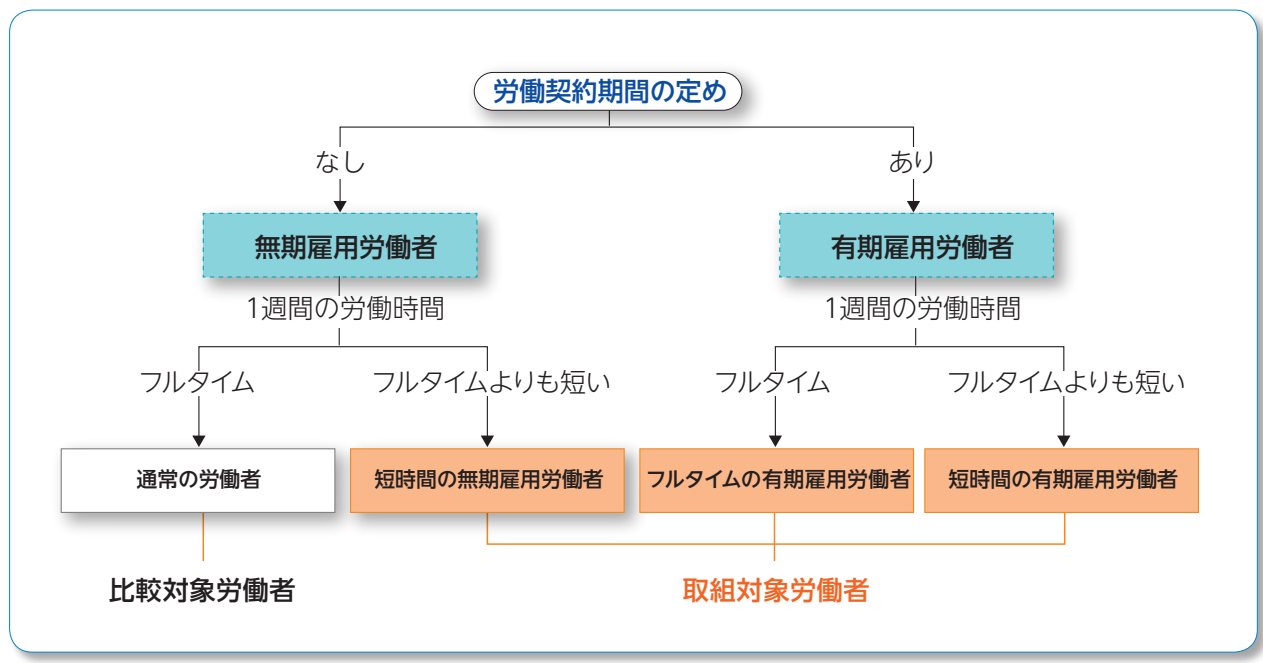 労働契約期間の定め
なし
あり
無期雇用労働者
有期雇用労働者
1週間の労働時間
1週間の労働時間
フルタイム
フルタイムよりも短い
フルタイム
フルタイムよりも短い
通常の労働者
短時間の無期雇用労働者
フルタイムの有期雇用労働者
短時間の有期雇用労働者
比較対象労働者
取組対象労働者